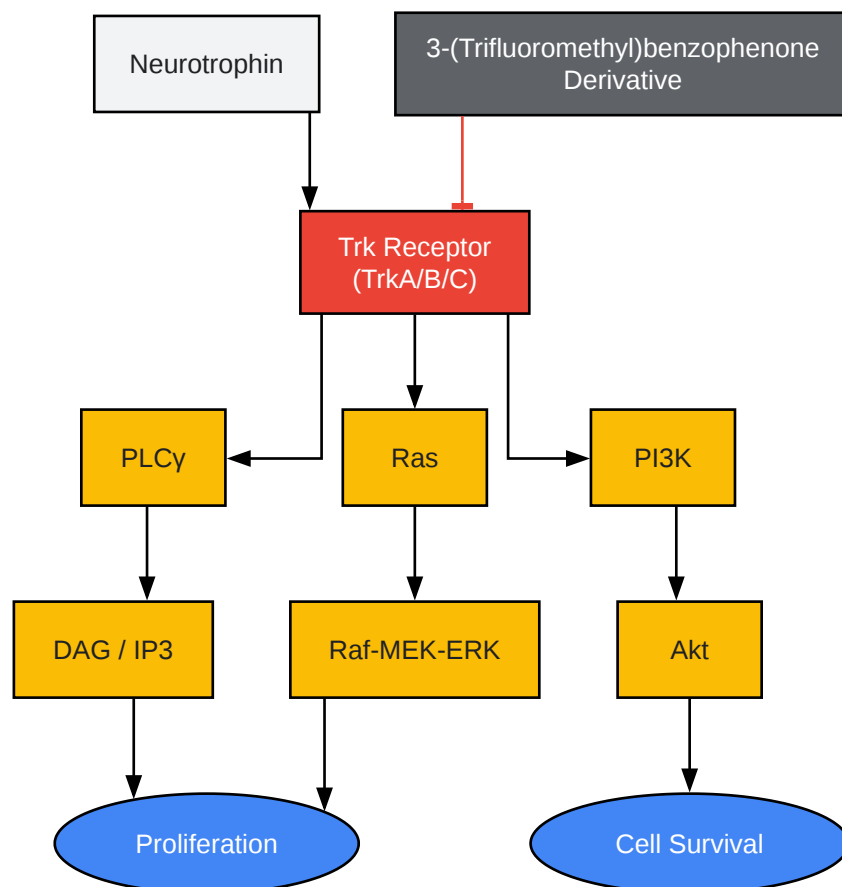 Neurotrophin
3-(Trifluoromethyl)benzophenone
Derivative
Trk Receptor
(TrkA/B/C)
PLCγ
Ras
PI3K
DAG / IP3
Raf-MEK-ERK
Akt
Proliferation
Cell Survival